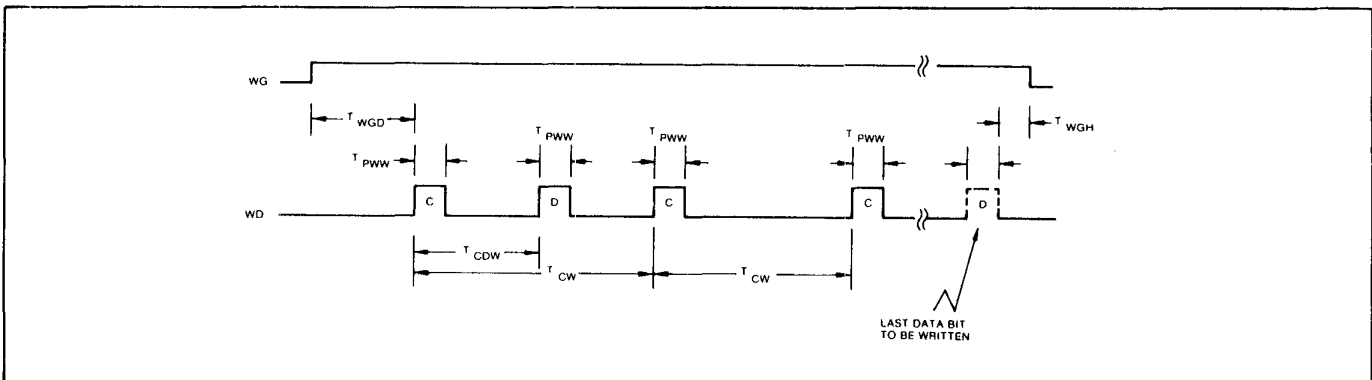 WG
T WGD
T PWW
T PWW
T PWW
T PWW
T WGH
WD
C
D
C
C
D
T CDW
T CW
T CW
LAST DATA BIT
TO BE WRITTEN